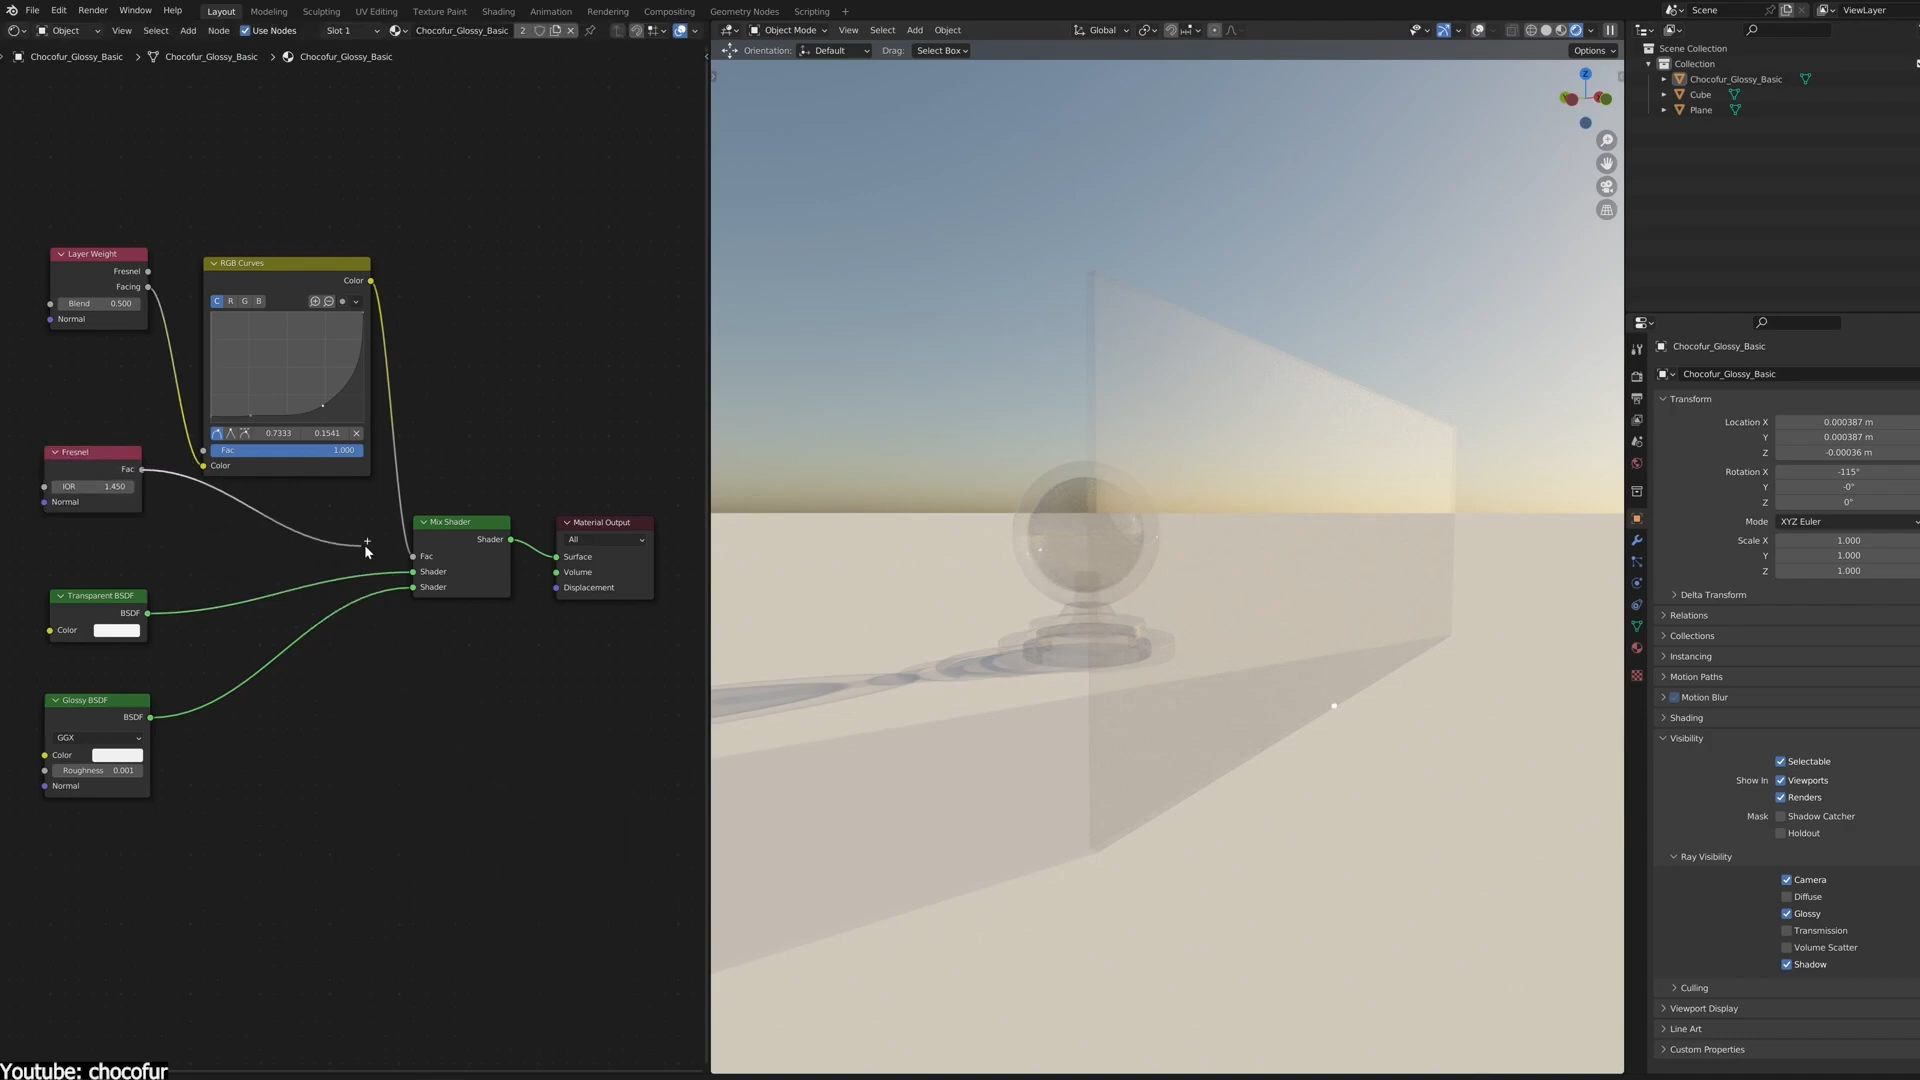 File Edit Render Window Help Layout Modeling Sculpting UV Editing Texture Paint Shading Animation Rendering Compositing Geometry Nodes Scripting + Scene ViewLayer
Object View Select Add Node Use Nodes Slot 1 Chocofur_Glossy_Basic 2
Object Mode View Select Add Object Global
Chocofur_Glossy_Basic > Chocofur_Glossy_Basic > Chocofur_Glossy_Basic
Orientation: Default Drag: Select Box Options
Layer Weight
Fresnel
Facing
Blend 0.500
Normal
RGB Curves
Color
C R G B
0.7333 0.1541
Fac 1.000
Color
Fresnel
Fac
IOR 1.450
Normal
Mix Shader
Shader
Fac
Shader
Shader
Material Output
All
Surface
Volume
Displacement
Transparent BSDF
BSDF
Color
Glossy BSDF
BSDF
GGX
Color
Roughness 0.001
Normal
Youtube: chocofur
Z
Scene Collection
Collection
Chocofur_Glossy_Basic
Cube
Plane
Chocofur_Glossy_Basic
Chocofur_Glossy_Basic
Transform
Location X 0.000387 m
Y 0.000387 m
Z -0.00036 m
Rotation X -115°
Y -0°
Z 0°
Mode XYZ Euler
Scale X 1.000
Y 1.000
Z 1.000
Delta Transform
Relations
Collections
Instancing
Motion Paths
Motion Blur
Shading
Visibility
Selectable
Show In Viewports
Renders
Mask Shadow Catcher
Holdout
Ray Visibility
Camera
Diffuse
Glossy
Transmission
Volume Scatter
Shadow
Culling
Viewport Display
Line Art
Custom Properties